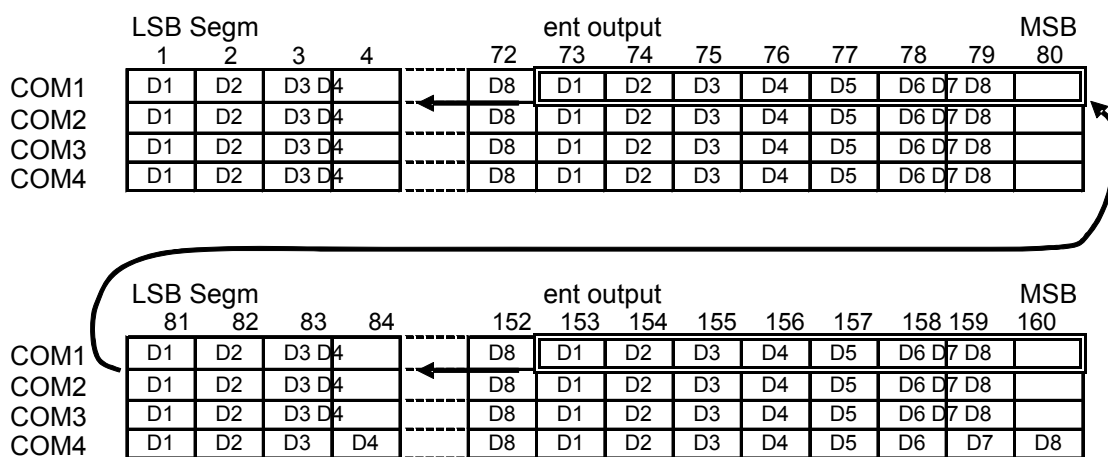 LSB Segm ent output MSB
1 2 3 4 72 73 74 75 76 77 78 79 80
COM1 D1 D2 D3 D4 D8 D1 D2 D3 D4 D5 D6 D7 D8
COM2 D1 D2 D3 D4 D8 D1 D2 D3 D4 D5 D6 D7 D8
COM3 D1 D2 D3 D4 D8 D1 D2 D3 D4 D5 D6 D7 D8
COM4 D1 D2 D3 D4 D8 D1 D2 D3 D4 D5 D6 D7 D8
LSB Segm ent output MSB
81 82 83 84 152 153 154 155 156 157 158 159 160
COM1 D1 D2 D3 D4 D8 D1 D2 D3 D4 D5 D6 D7 D8
COM2 D1 D2 D3 D4 D8 D1 D2 D3 D4 D5 D6 D7 D8
COM3 D1 D2 D3 D4 D8 D1 D2 D3 D4 D5 D6 D7 D8
COM4 D1 D2 D3 D4 D8 D1 D2 D3 D4 D5 D6 D7 D8